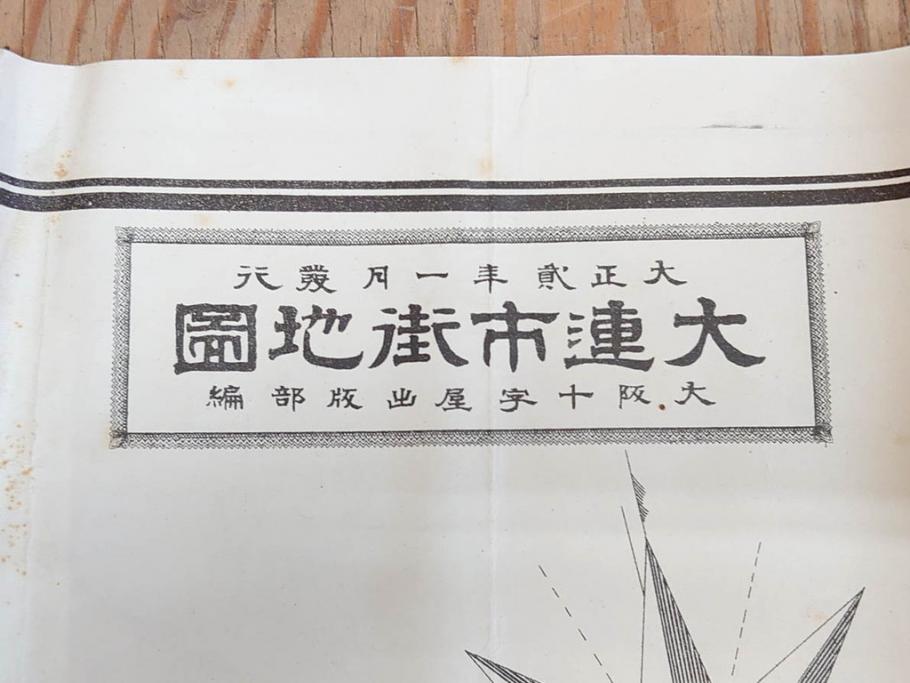 大正貮年一月發行
大連市街地圖
大阪十字屋出版部編